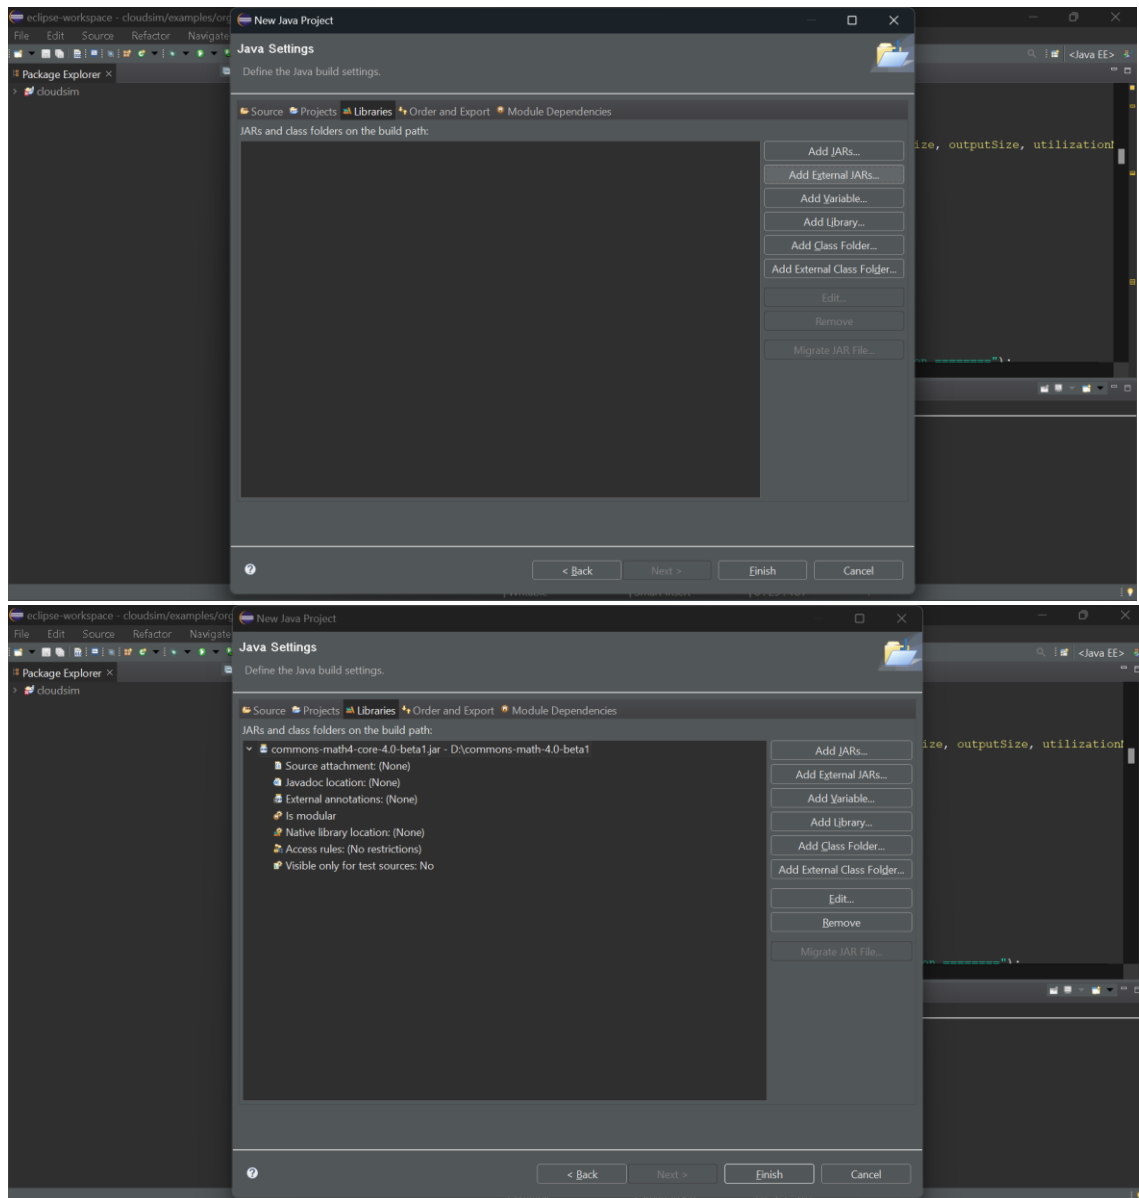 eclipse-workspace - cloudsim/examples/org
New Java Project
File Edit Source Refactor Navigate
Java Settings
Define the Java build settings.
<Java EE>
Package Explorer ×
cloudsim
Source Projects Libraries Order and Export Module Dependencies
JARs and class folders on the build path:
Add JARs...
ize, outputSize, utilization
Add External JARs...
Add Variable...
Add Library...
Add Class Folder...
Add External Class Folder...
Edit...
Remove
Migrate JAR File...
========");
< Back Next > Finish Cancel
eclipse-workspace - cloudsim/examples/org
New Java Project
File Edit Source Refactor Navigate
Java Settings
Define the Java build settings.
<Java EE>
Package Explorer ×
cloudsim
Source Projects Libraries Order and Export Module Dependencies
JARs and class folders on the build path:
commons-math4-core-4.0-beta1.jar - D:\commons-math-4.0-beta1
Source attachment: (None)
Javadoc location: (None)
External annotations: (None)
Is modular
Native library location: (None)
Access rules: (No restrictions)
Visible only for test sources: No
Add JARs...
ize, outputSize, utilization
Add External JARs...
Add Variable...
Add Library...
Add Class Folder...
Add External Class Folder...
Edit...
Remove
Migrate JAR File...
========");
< Back Next > Finish Cancel